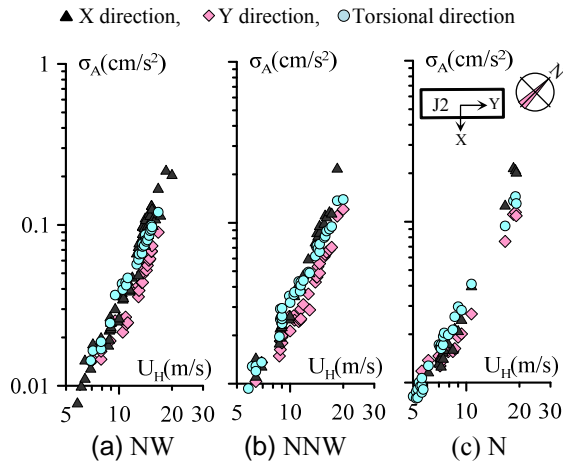 ▲ X direction, ◆ Y direction, ○ Torsional direction
σA(cm/s²) σA(cm/s²) σA(cm/s²)
1
N
J2 Y
X
0.1
UH(m/s) UH(m/s) UH(m/s)
0.01
5 10 20 30 5 10 20 30 5 10 20 30
(a) NW (b) NNW (c) N